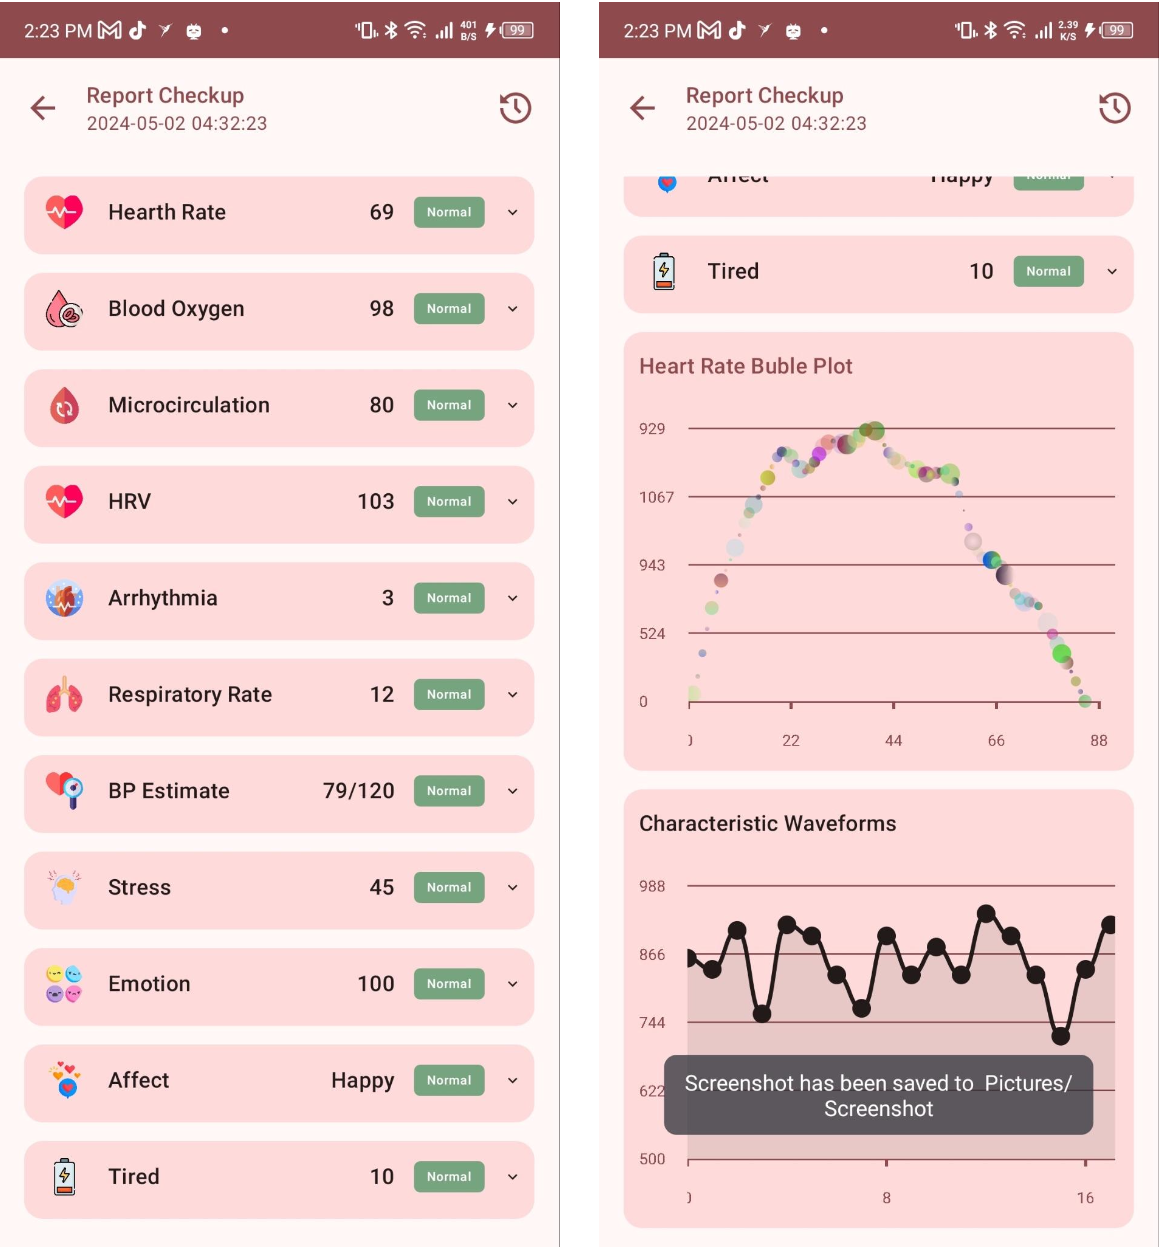 2:23 PM
401
B/S
99
Report Checkup
2024-05-02 04:32:23
Hearth Rate 69 Normal
Blood Oxygen 98 Normal
Microcirculation 80 Normal
HRV 103 Normal
Arrhythmia 3 Normal
Respiratory Rate 12 Normal
BP Estimate 79/120 Normal
Stress 45 Normal
Emotion 100 Normal
Affect Happy Normal
Tired 10 Normal
2:23 PM
2.39
K/S
99
Report Checkup
2024-05-02 04:32:23
Affect Happy Normal
Tired 10 Normal
Heart Rate Buble Plot
929
1067
943
524
0
0 22 44 66 88
Characteristic Waveforms
988
866
744
622
500
0 8 16
Screenshot has been saved to Pictures/
Screenshot